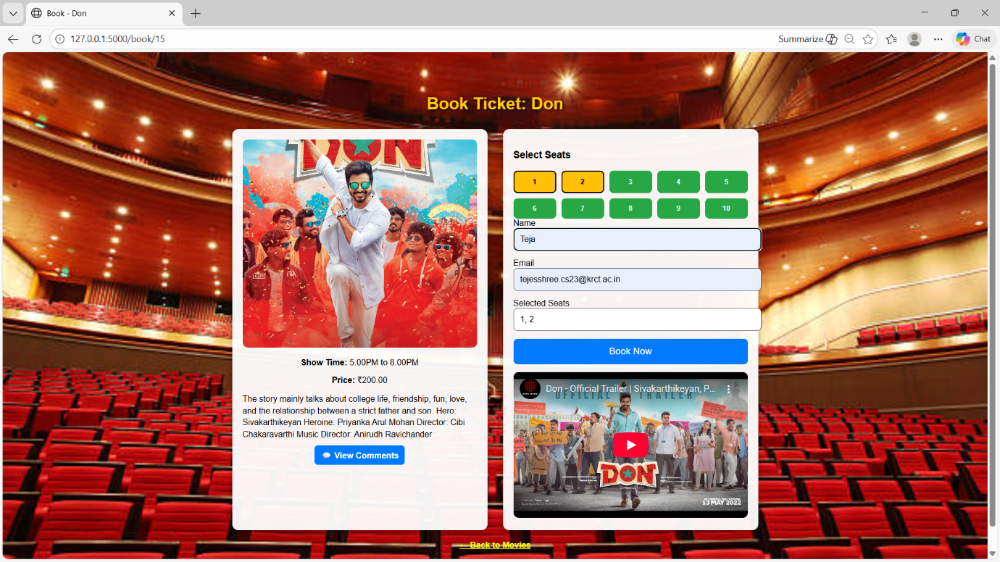 Book - Don
127.0.0.1:5000/book/15
Summarize
Chat
Book Ticket: Don
DON
Show Time: 5.00PM to 8.00PM
Price: ₹200.00
The story mainly talks about college life, friendship, fun, love,
and the relationship between a strict father and son. Hero:
Sivakarthikeyan Heroine: Priyanka Arul Mohan Director: Cibi
Chakaravarthi Music Director: Anirudh Ravichander
View Comments
Select Seats
1 2 3 4 5
6 7 8 9 10
Name
Teja
Email
tejesshree.cs23@krct.ac.in
Selected Seats
1, 2
Book Now
Don - Official Trailer | Sivakarthikeyan, P...
OFFICIAL TRAILER
DON
13 MAY 2022
← Back to Movies